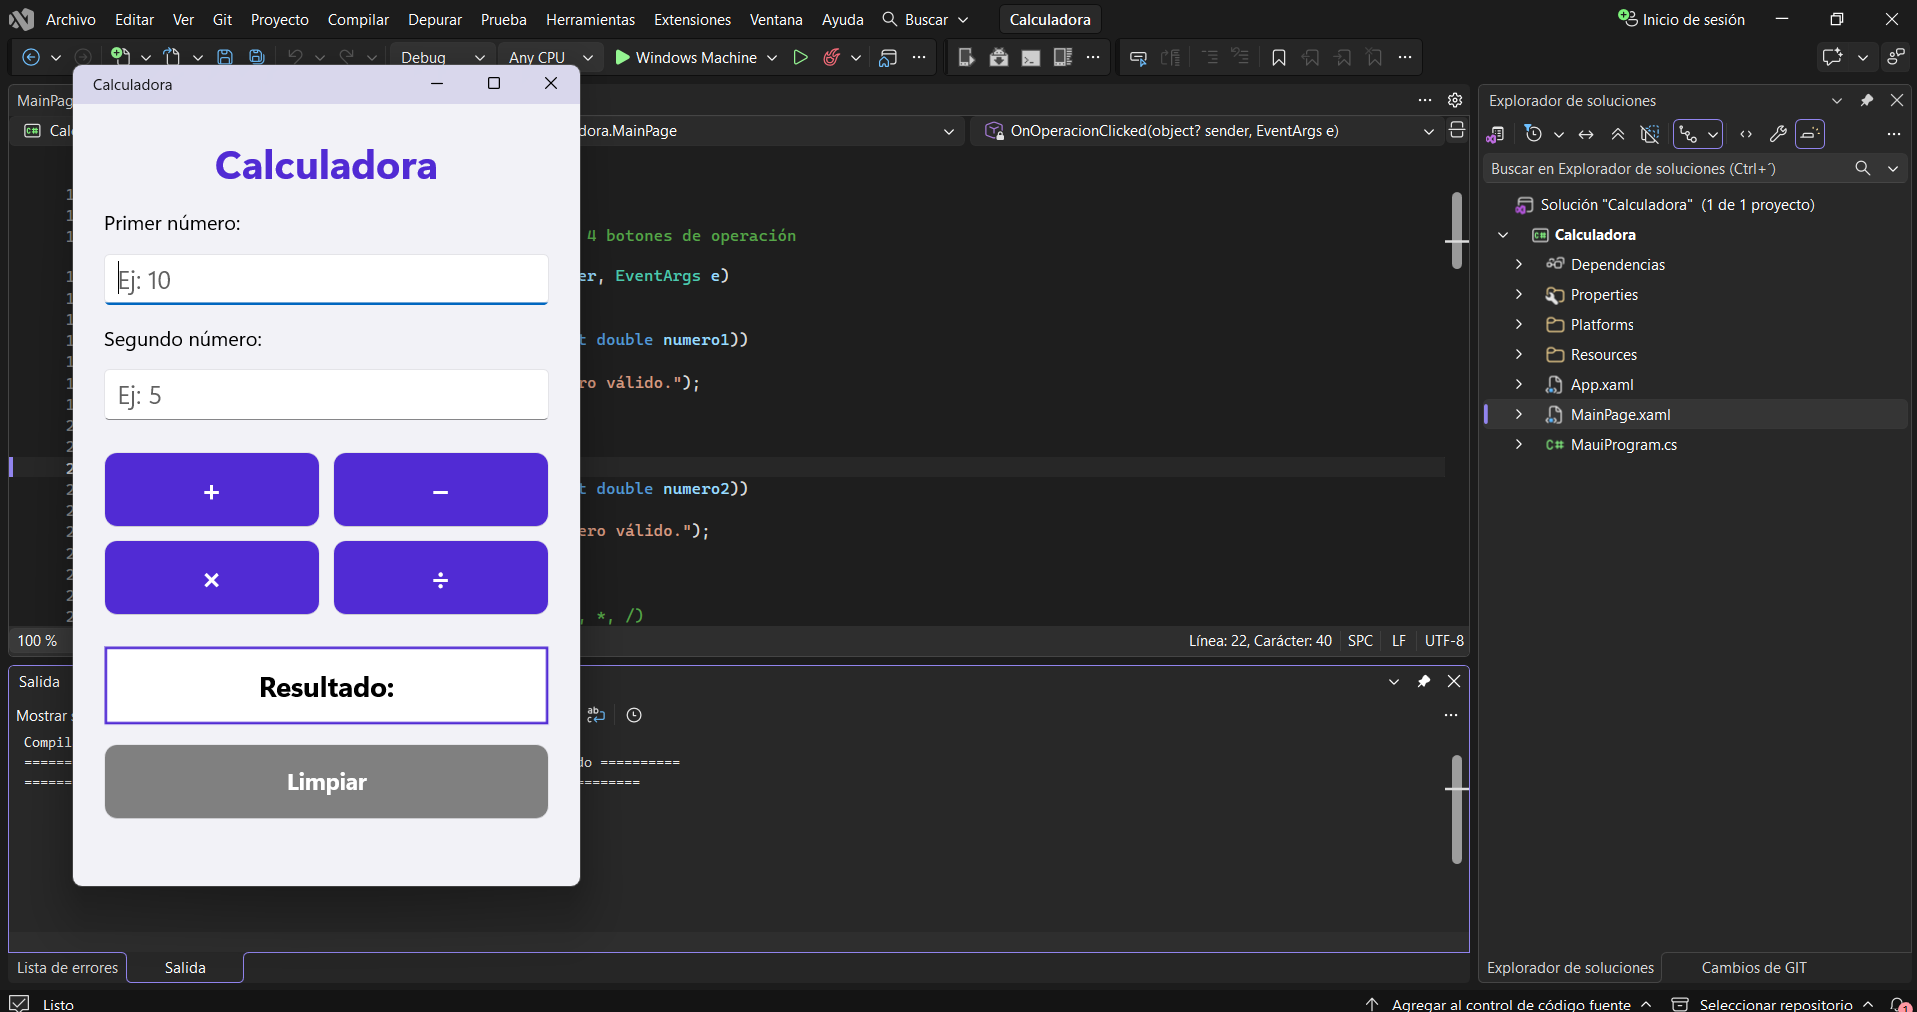 Archivo Editar Ver Git Proyecto Compilar Depurar Prueba Herramientas Extensiones Ventana Ayuda Buscar Calculadora Inicio de sesión
Debug Any CPU Windows Machine
Calculadora
Calculadora
Primer número:
Ej: 10
Segundo número:
Ej: 5
+ −
× ÷
Resultado:
Limpiar
MainPag
Cal
dora.MainPage OnOperacionClicked(object? sender, EventArgs e)
4 botones de operación
er, EventArgs e)
t double numero1))
ro válido.");
t double numero2))
ero válido.");
, *, /)
100 % Línea: 22, Carácter: 40 SPC LF UTF-8
Salida
Mostrar
Compil
====== do ==========
====== ========
Lista de errores Salida
Explorador de soluciones
Buscar en Explorador de soluciones (Ctrl+´)
Solución "Calculadora" (1 de 1 proyecto)
Calculadora
Dependencias
Properties
Platforms
Resources
App.xaml
MainPage.xaml
C# MauiProgram.cs
Explorador de soluciones Cambios de GIT
Listo Agregar al control de código fuente Seleccionar repositorio 1